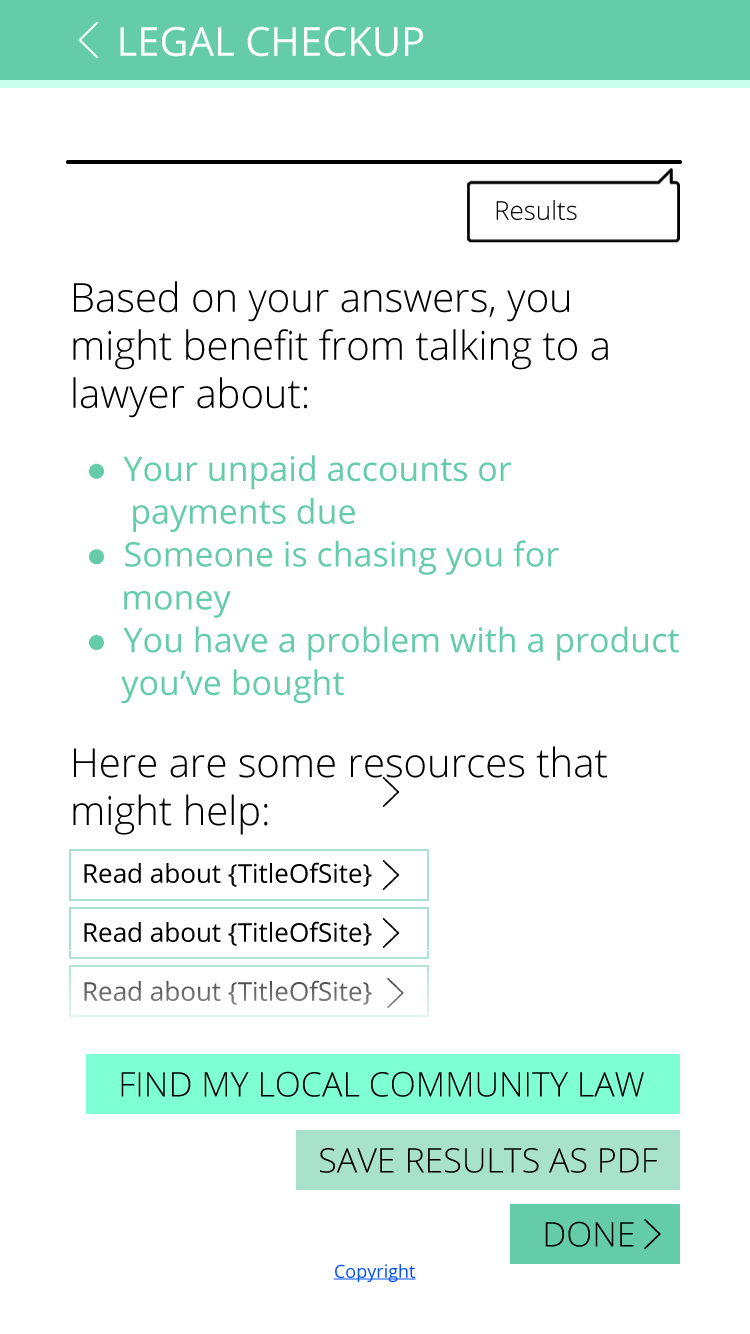 LEGAL CHECKUP
Results
Based on your answers, you
might benefit from talking to a
lawyer about:
● Your unpaid accounts or
payments due
● Someone is chasing you for
money
● You have a problem with a product
you’ve bought
Here are some resources that
might help:
Read about {TitleOfSite}
Read about {TitleOfSite}
Read about {TitleOfSite}
FIND MY LOCAL COMMUNITY LAW
SAVE RESULTS AS PDF
DONE
Copyright